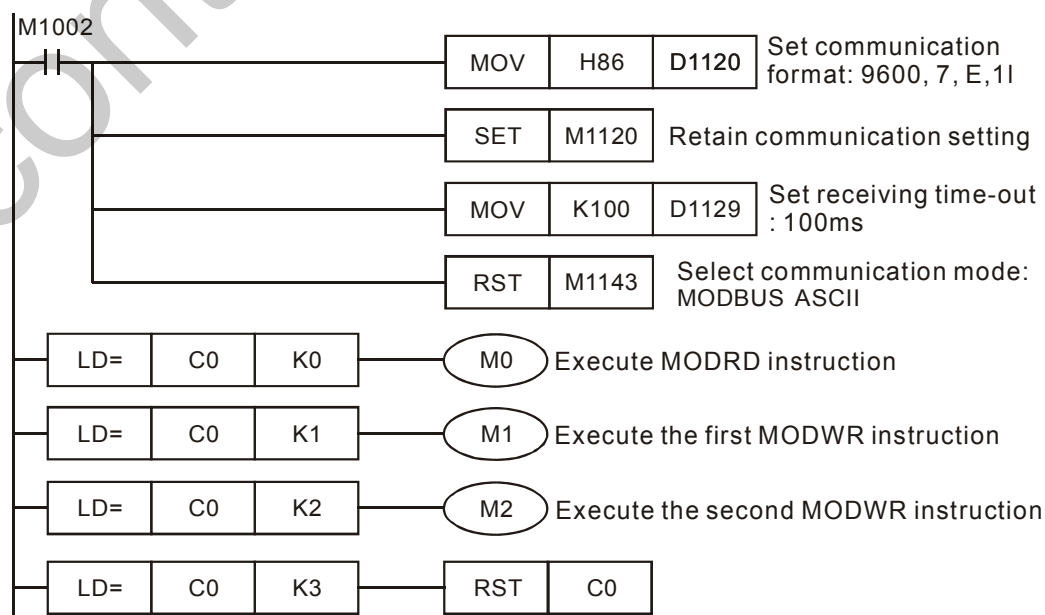 M1002
MOV H86 D1120 Set communication
format: 9600, 7, E,1l
SET M1120 Retain communication setting
MOV K100 D1129 Set receiving time-out
: 100ms
RST M1143 Select communication mode:
MODBUS ASCII
LD= C0 K0 M0 Execute MODRD instruction
LD= C0 K1 M1 Execute the first MODWR instruction
LD= C0 K2 M2 Execute the second MODWR instruction
LD= C0 K3 RST C0